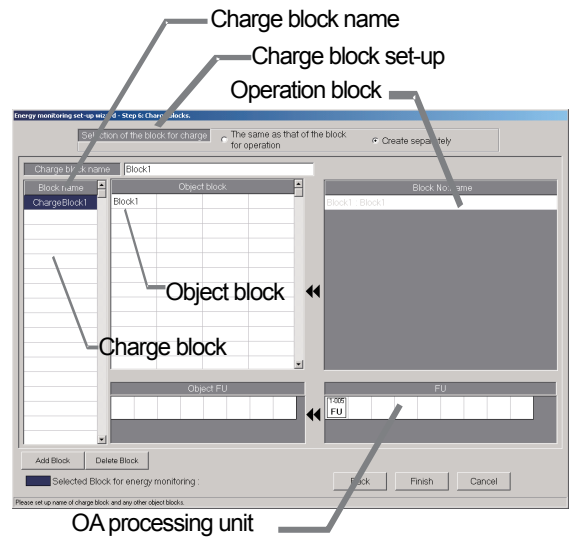 Charge block name
Charge block set-up
Operation block
Energy monitoring set-up wizard - Step 6: Charge Blocks.
Selection of the block for charge
The same as that of the block
for operation
Create separately
Charge block name
Block1
Block name
Object block
Block No:name
ChargeBlock1
Block1
Block1 : Block1
Object block
Charge block
Object FU
FU
1-005
FU
Add Block
Delete Block
Selected Block for energy monitoring :
Back
Finish
Cancel
Please set up name of charge block and any other object blocks.
OA processing unit